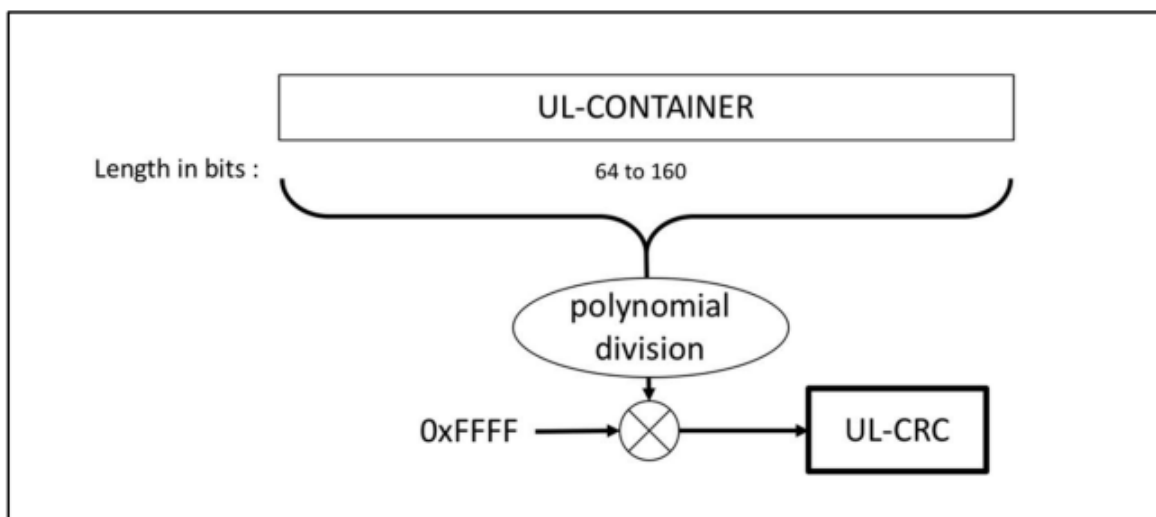 UL-CONTAINER
Length in bits : 64 to 160
polynomial
division
0xFFFF UL-CRC